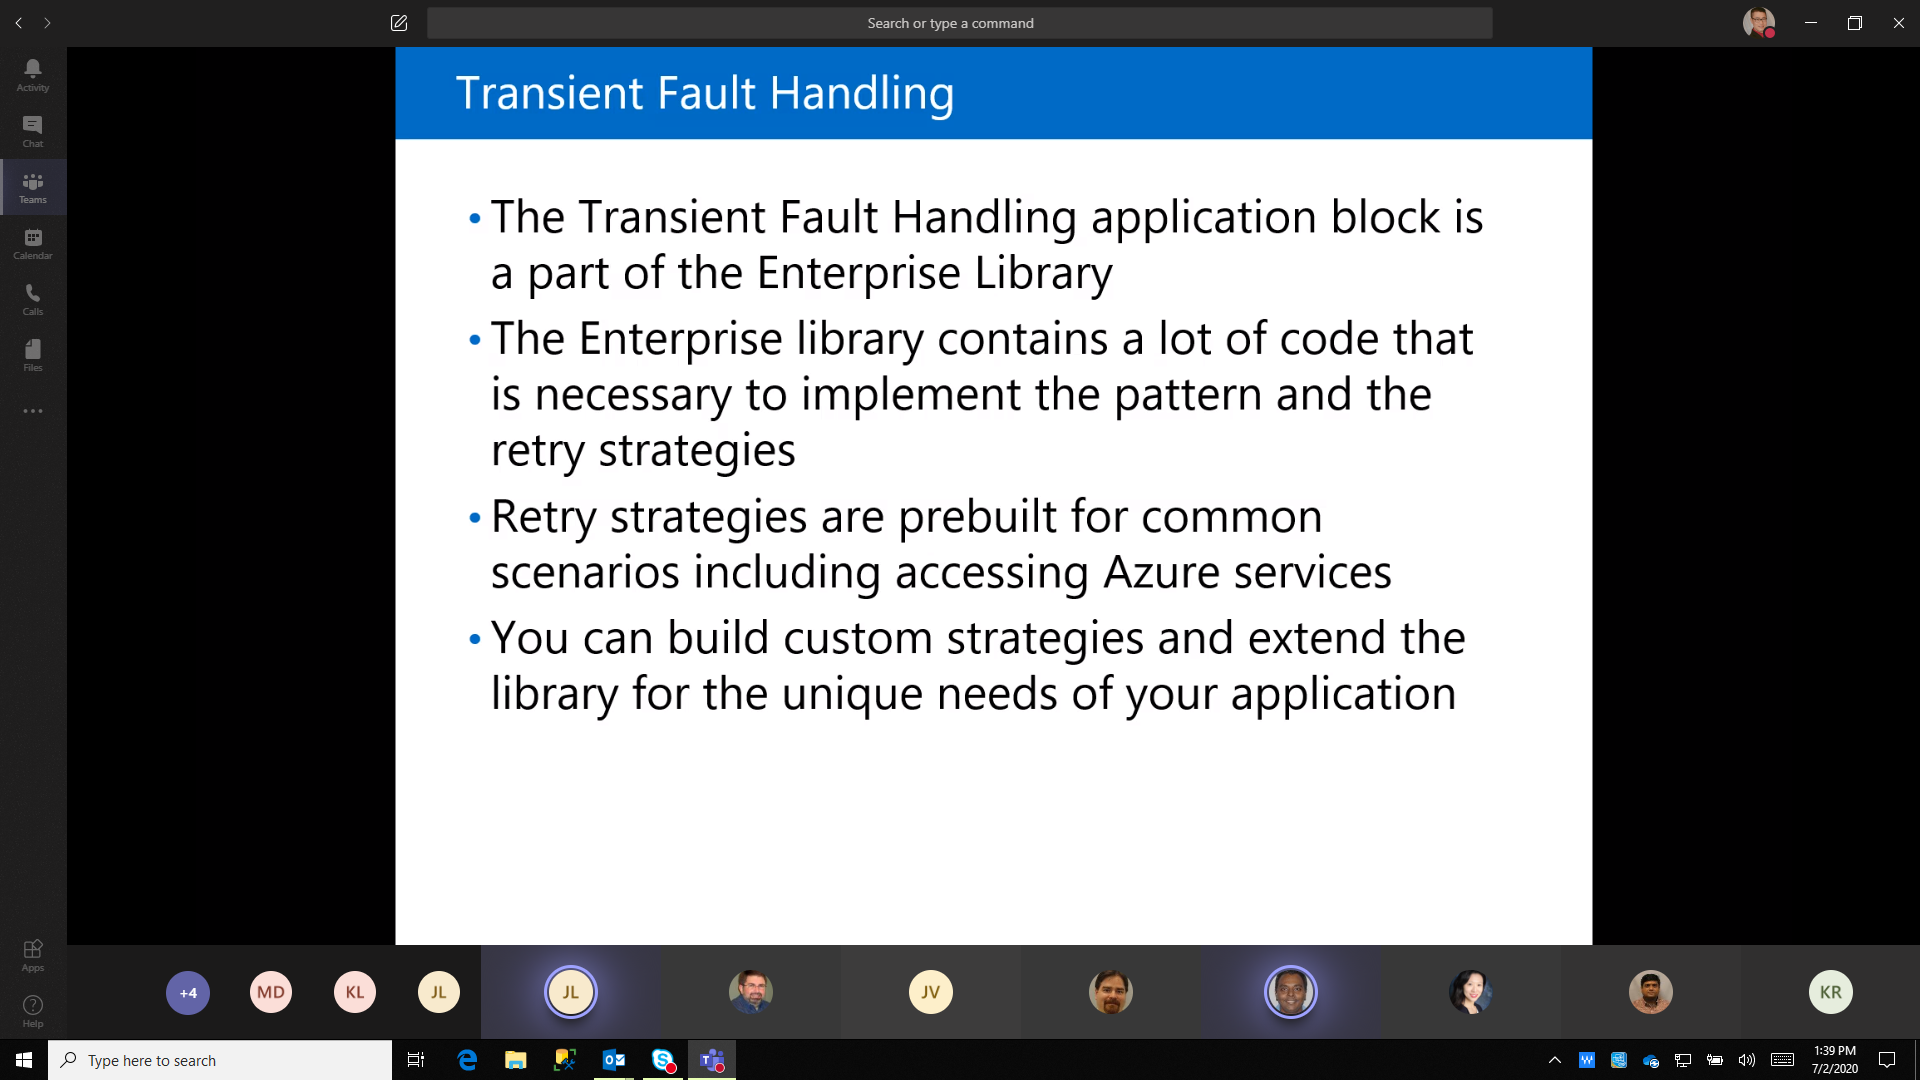 Search or type a command
Activity
Chat
Teams
Calendar
Calls
Files
Apps
Help
Transient Fault Handling
• The Transient Fault Handling application block is
a part of the Enterprise Library
• The Enterprise library contains a lot of code that
is necessary to implement the pattern and the
retry strategies
• Retry strategies are prebuilt for common
scenarios including accessing Azure services
• You can build custom strategies and extend the
library for the unique needs of your application
+4
MD
KL
JL
JL
JV
KR
Type here to search
1:39 PM
7/2/2020